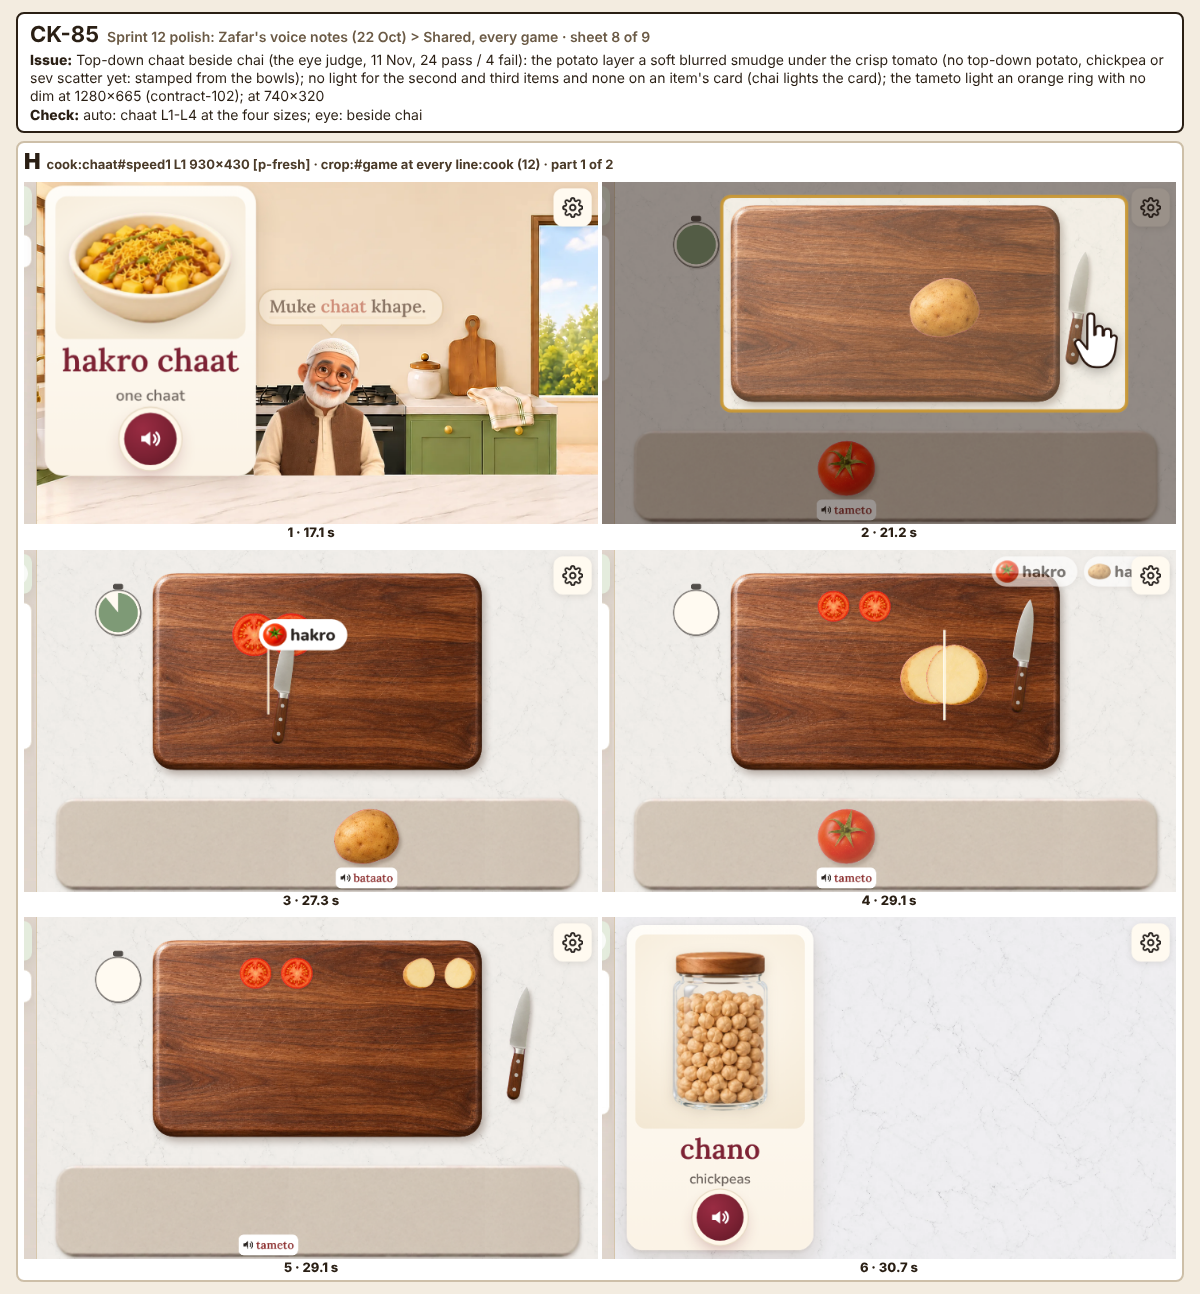 CK-85 Sprint 12 polish: Zafar's voice notes (22 Oct) > Shared, every game · sheet 8 of 9
Issue: Top-down chaat beside chai (the eye judge, 11 Nov, 24 pass / 4 fail): the potato layer a soft blurred smudge under the crisp tomato (no top-down potato, chickpea or
sev scatter yet: stamped from the bowls); no light for the second and third items and none on an item's card (chai lights the card); the tameto light an orange ring with no
dim at 1280×665 (contract-102); at 740×320
Check: auto: chaat L1-L4 at the four sizes; eye: beside chai
H cook:chaat#speed1 L1 930×430 [p-fresh] · crop:#game at every line:cook (12) · part 1 of 2
Muke chaat khape.
hakro chaat
one chaat
1 · 17.1 s
tameto
2 · 21.2 s
hakro
bataato
3 · 27.3 s
hakro
ha
tameto
4 · 29.1 s
tameto
5 · 29.1 s
chano
chickpeas
6 · 30.7 s